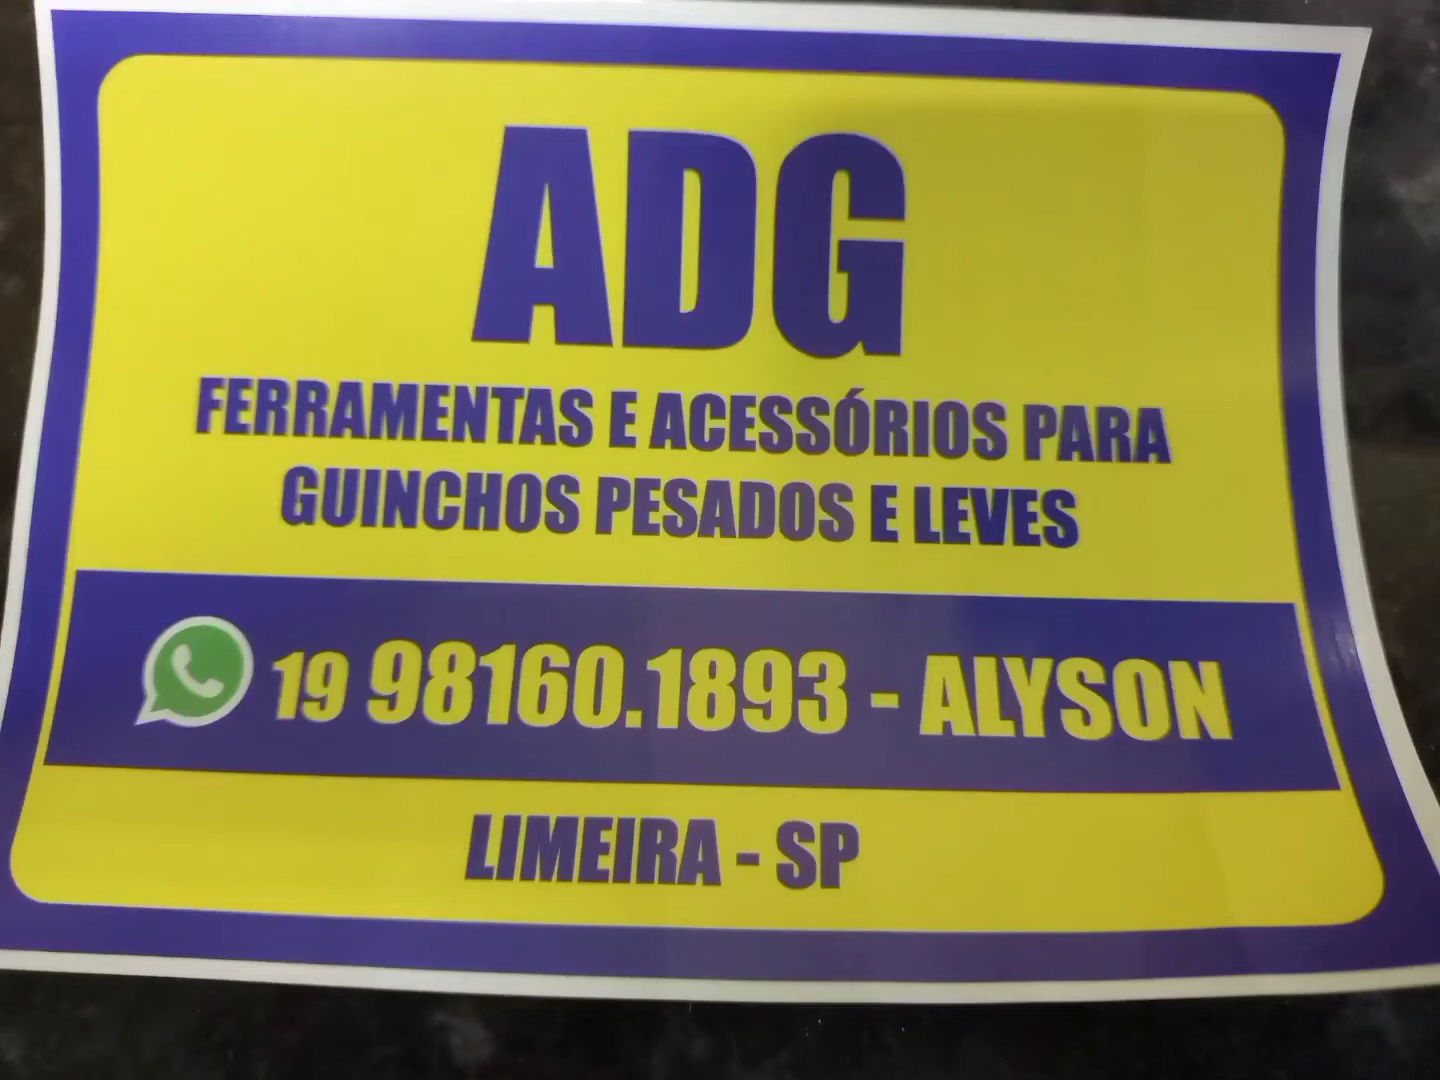 ADG
FERRAMENTAS E ACESSÓRIOS PARA
GUINCHOS PESADOS E LEVES
19 98160.1893 - ALYSON
LIMEIRA - SP